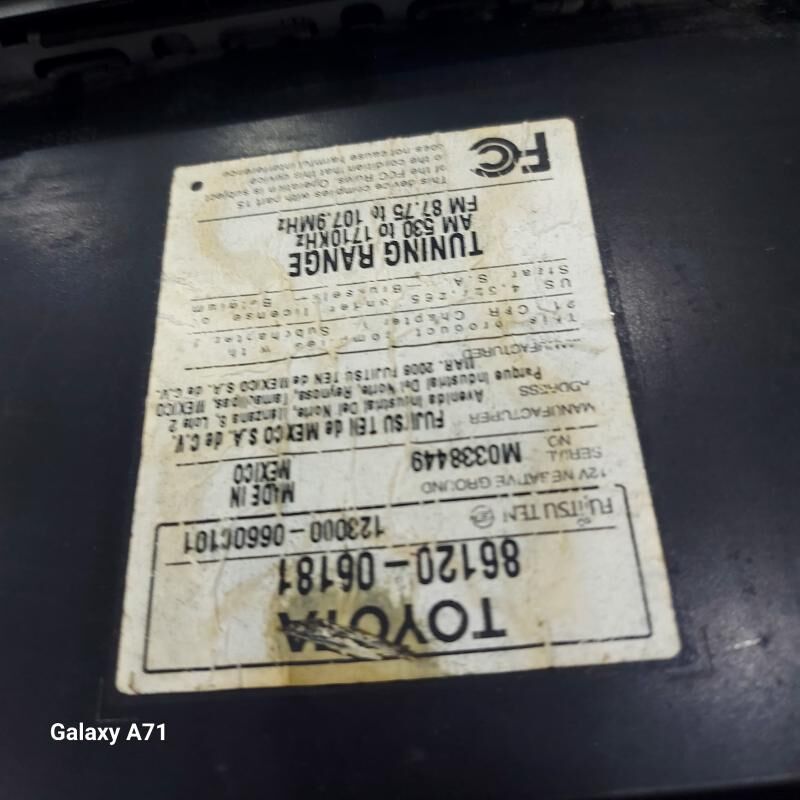 TOYOTA
86120-06181
FUJITSU TEN 123000-0660C101
12V NEGATIVE GROUND MADE IN
MEXICO
SERIAL
NO. M0338449
MANUFACTURER FUJITSU TEN de MEXICO S.A. de C.V.
ADDRESS Avenida Industrial Del Norte, Lote 2
Parque Industrial Del Norte, Reynosa, Tamaulipas, MEXICO
MANUFACTURED MAR. 2008 FUJITSU TEN de MEXICO S.A. de C.V.
This product complies with
21 CFR Chapter 1, Subchapter
US 4,327,265 under license of
S.A. - Brussels - Belgium
TUNING RANGE
AM 530 to 1710KHz
FM 87.75 to 107.9MHz
FC
This device complies with part 15
of the FCC Rules. Operation is subject
to the condition that this device
does not cause harmful interference
Galaxy A71